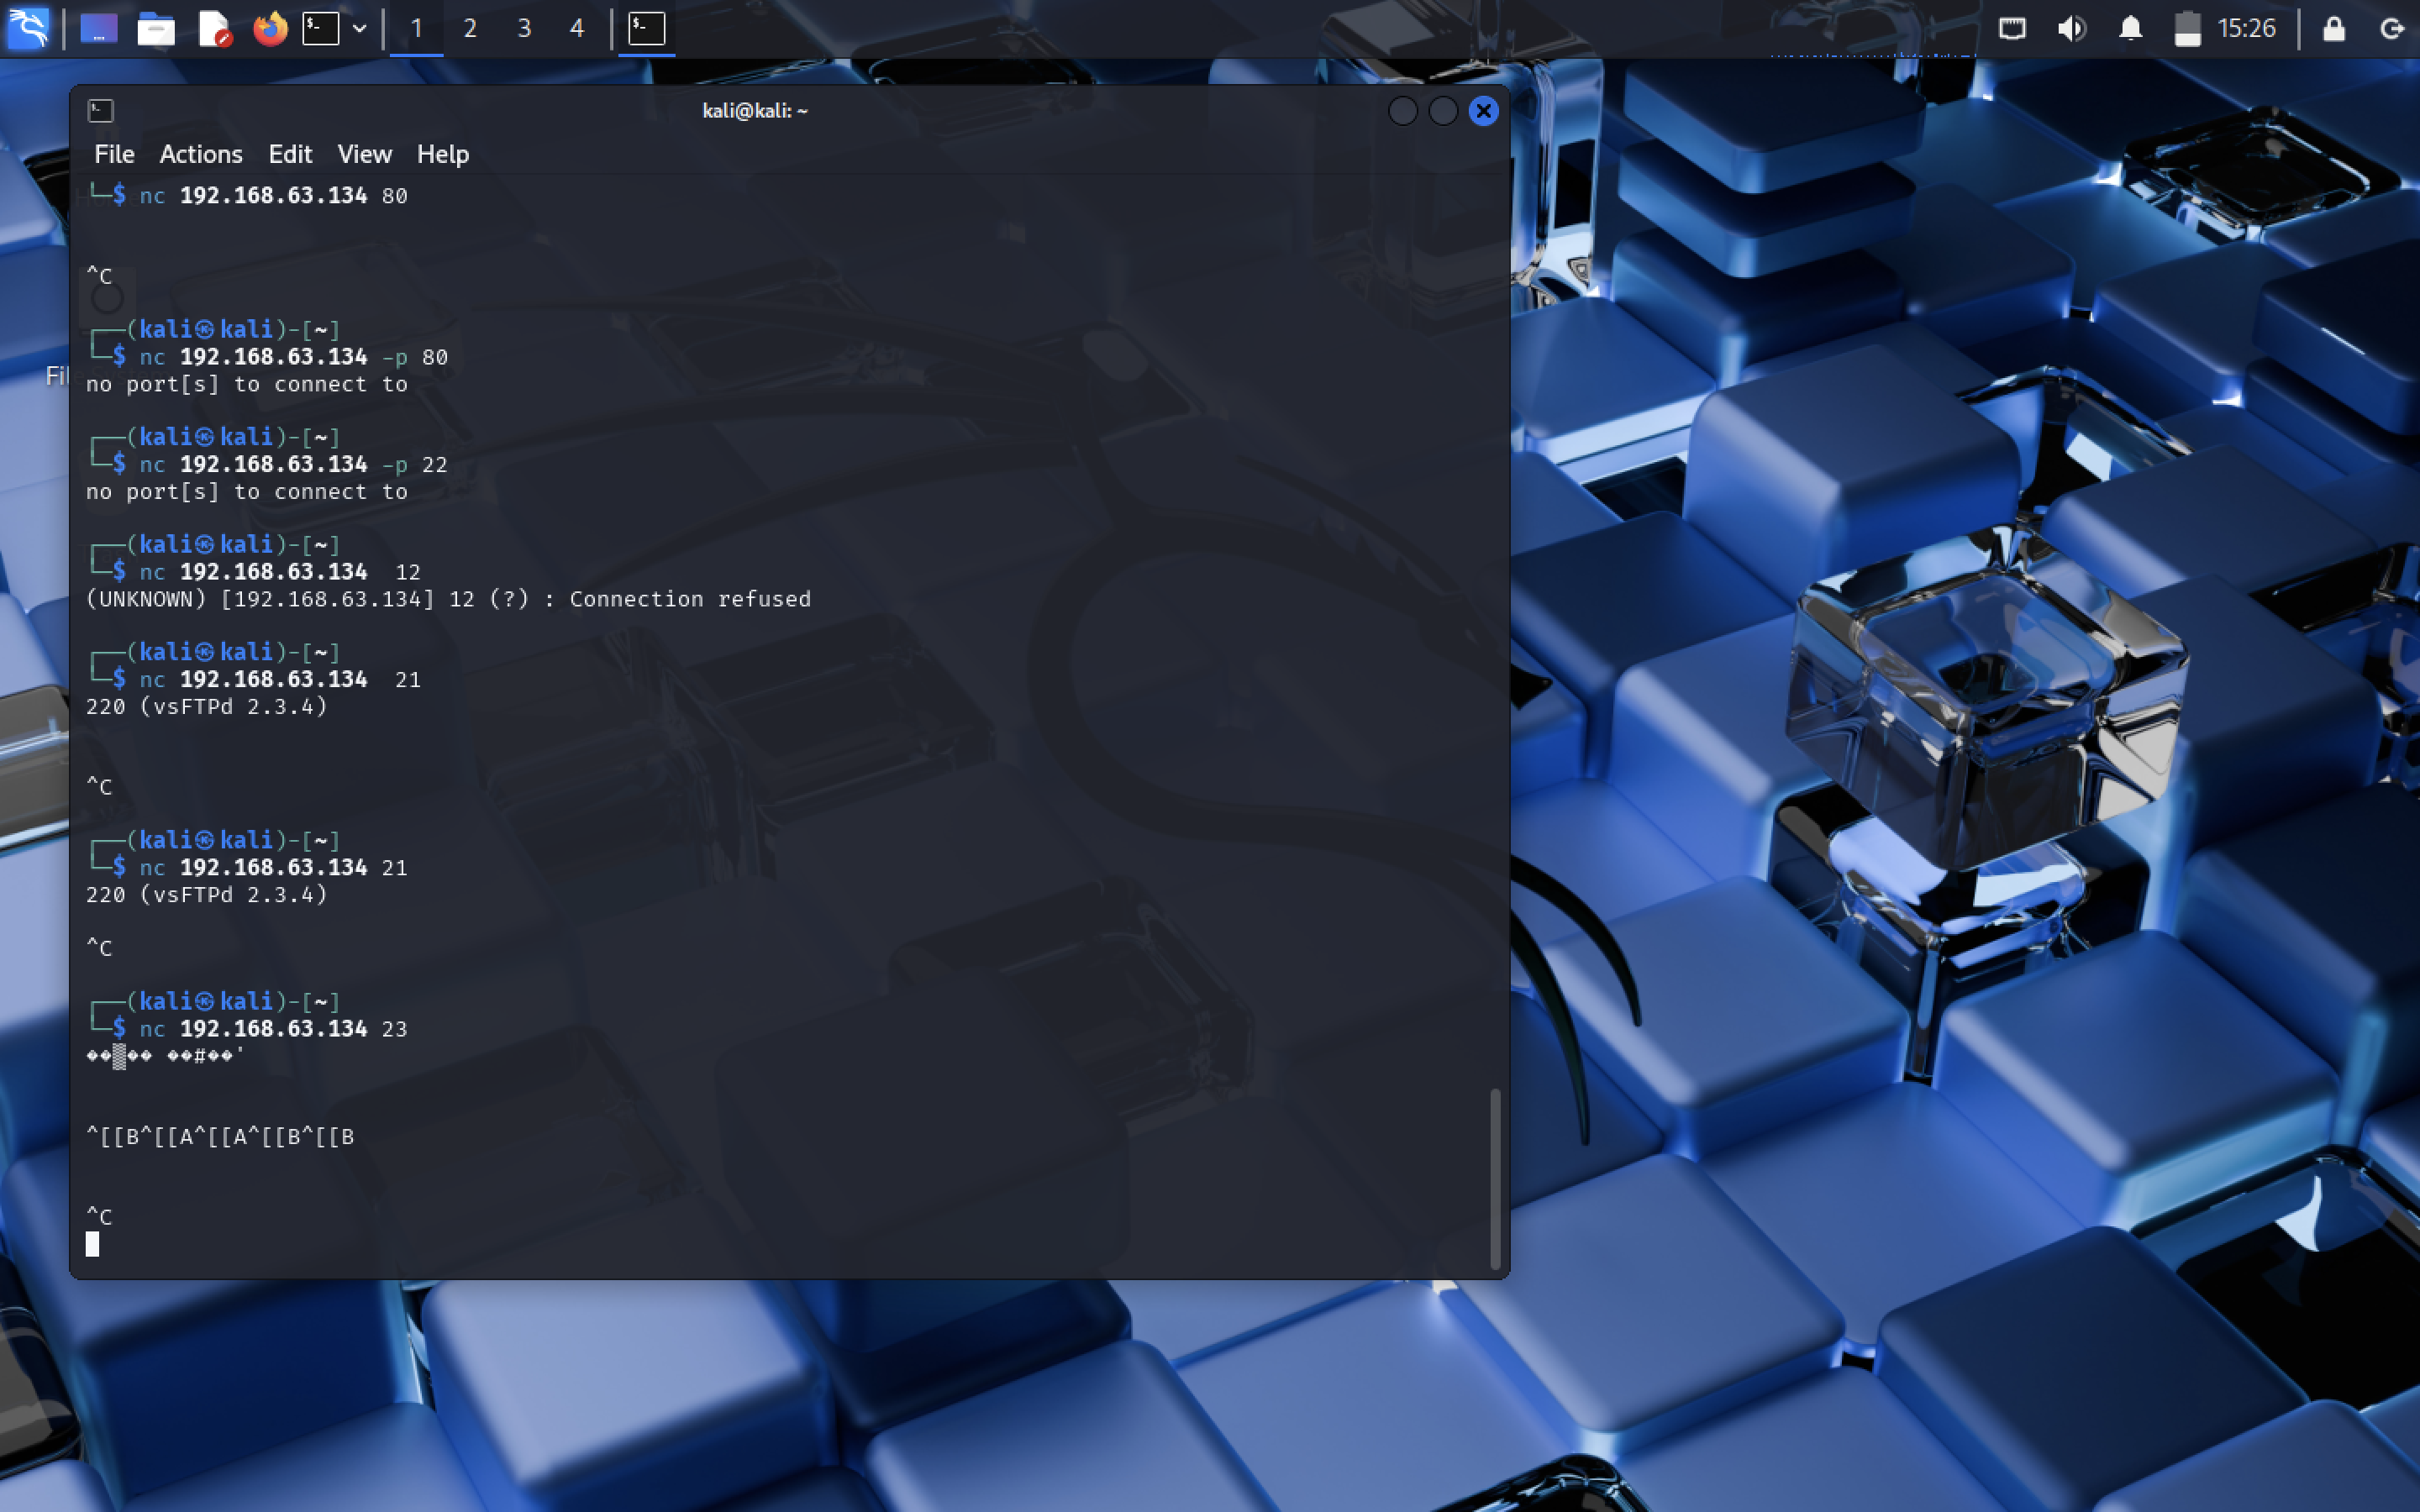 1 2 3 4
15:26
kali@kali: ~
File Actions Edit View Help
└─$ nc 192.168.63.134 80
^C
┌──(kali㉿kali)-[~]
└─$ nc 192.168.63.134 -p 80
no port[s] to connect to
┌──(kali㉿kali)-[~]
└─$ nc 192.168.63.134 -p 22
no port[s] to connect to
┌──(kali㉿kali)-[~]
└─$ nc 192.168.63.134  12
(UNKNOWN) [192.168.63.134] 12 (?) : Connection refused
┌──(kali㉿kali)-[~]
└─$ nc 192.168.63.134  21
220 (vsFTPd 2.3.4)
^C
┌──(kali㉿kali)-[~]
└─$ nc 192.168.63.134 21
220 (vsFTPd 2.3.4)
^C
┌──(kali㉿kali)-[~]
└─$ nc 192.168.63.134 23
��▒�� ��#��'
^[[B^[[A^[[A^[[B^[[B
^C